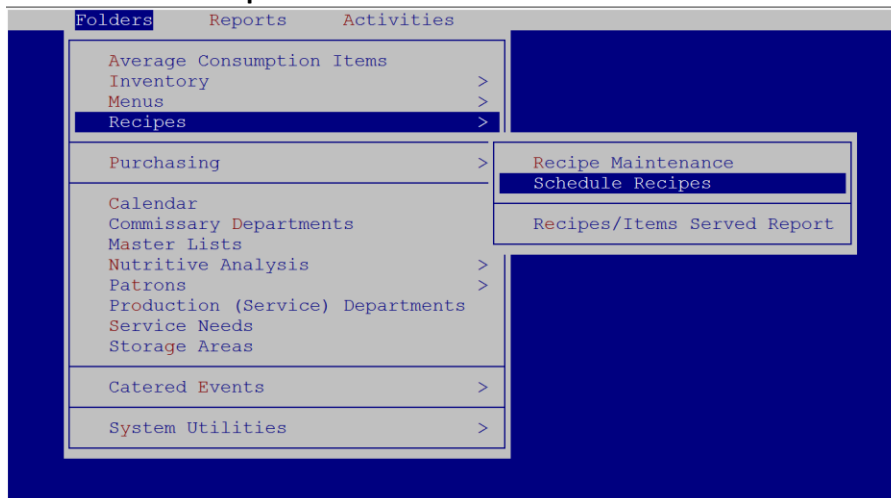 Folders Reports Activities
Average Consumption Items
Inventory >
Menus >
Recipes >
Purchasing >
Recipe Maintenance
Schedule Recipes
Recipes/Items Served Report
Calendar
Commissary Departments
Master Lists
Nutritive Analysis >
Patrons >
Production (Service) Departments
Service Needs
Storage Areas
Catered Events >
System Utilities >